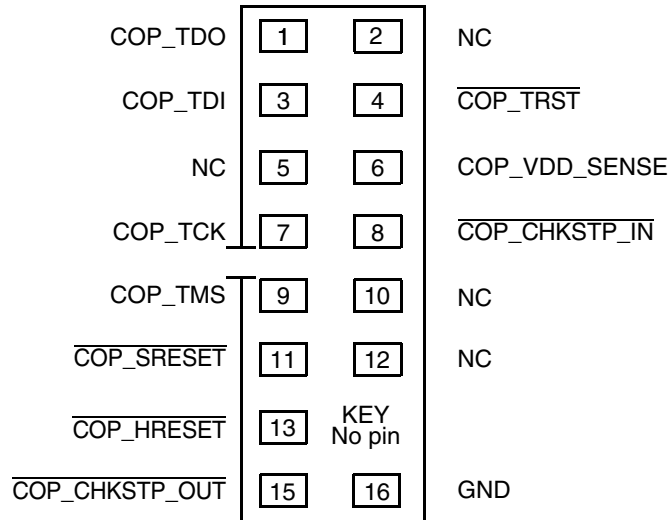 COP_TDO 1 2 NC
COP_TDI 3 4 COP_TRST
NC 5 6 COP_VDD_SENSE
COP_TCK 7 8 COP_CHKSTP_IN
COP_TMS 9 10 NC
COP_SRESET 11 12 NC
COP_HRESET 13 KEY
No pin
COP_CHKSTP_OUT 15 16 GND